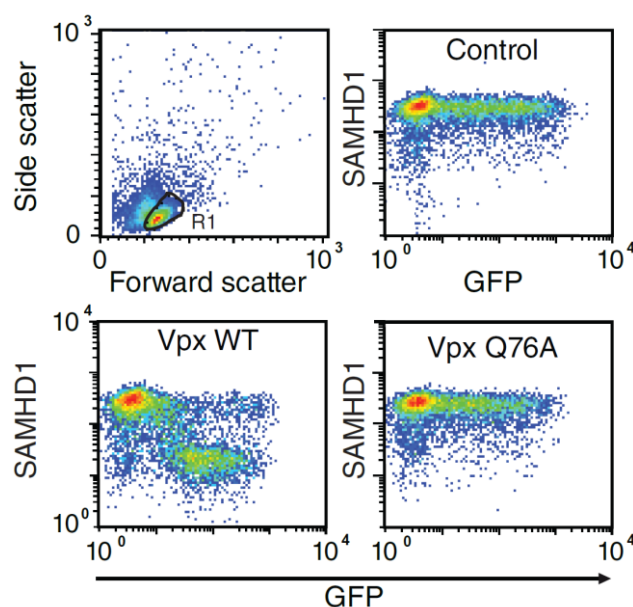 10³
Side scatter
0
R1
0
10³
Forward scatter
Control
SAMHD1
10⁰
10⁴
GFP
10⁴
Vpx WT
SAMHD1
10⁰
10⁰
10⁴
Vpx Q76A
SAMHD1
10⁰
10⁴
GFP